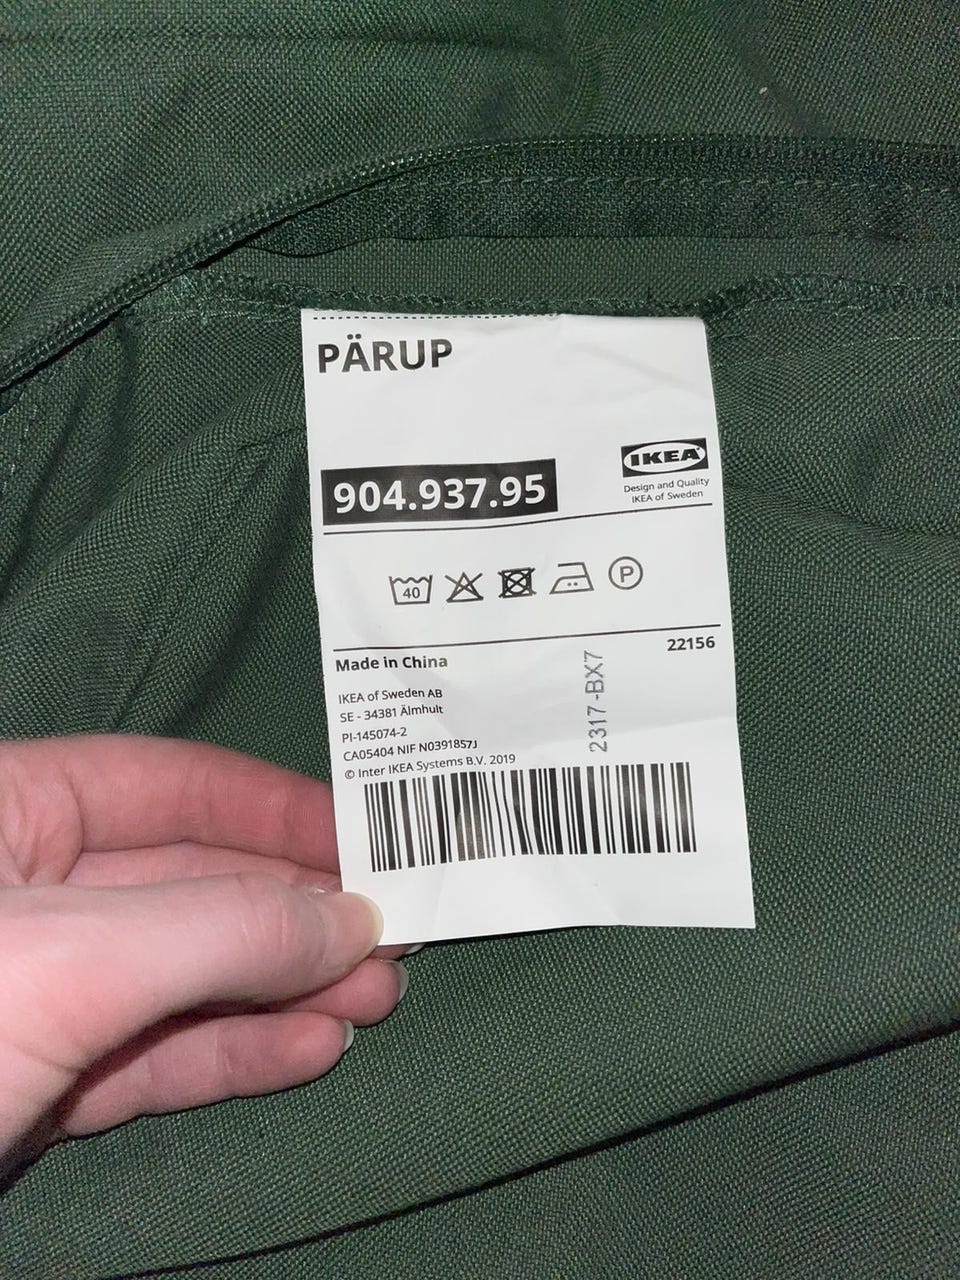 PÄRUP
904.937.95
IKEA
Design and Quality
IKEA of Sweden
40
P
Made in China
22156
IKEA of Sweden AB
SE - 34381 Älmhult
PI-145074-2
CA05404 NIF N0391857J
© Inter IKEA Systems B.V. 2019
2317-BX7